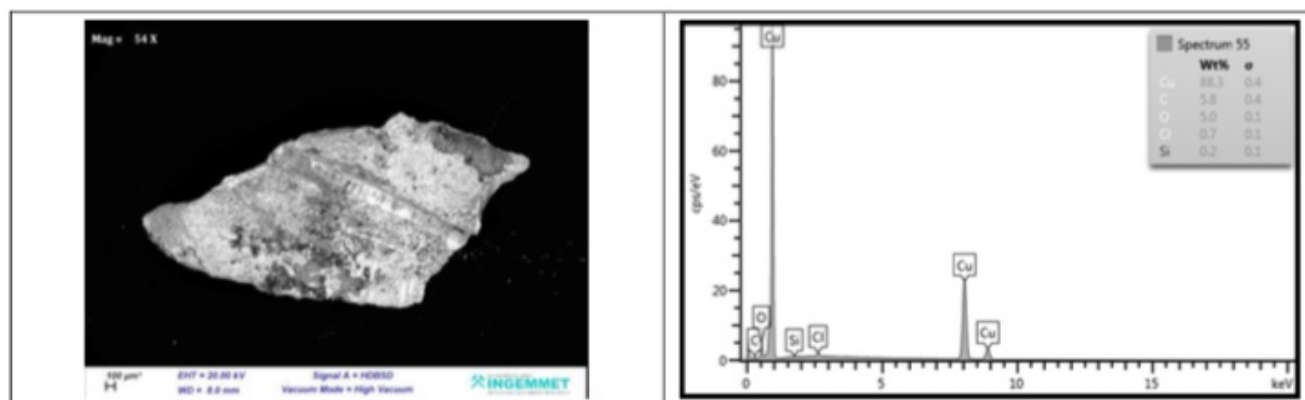 Mag = 54 X
100 µm*
EHT = 20.00 kV
WD = 8.0 mm
Signal A = HDBSD
Vacuum Mode = High Vacuum
INGEMMET
cps/eV
80
60
40
20
0
Cu
O
C
Si
Cl
Cu
Cu
0
5
10
15
keV
Spectrum 55
Wt% σ
Cu 88.3 0.4
C 5.8 0.4
O 5.0 0.1
Cl 0.7 0.1
Si 0.2 0.1